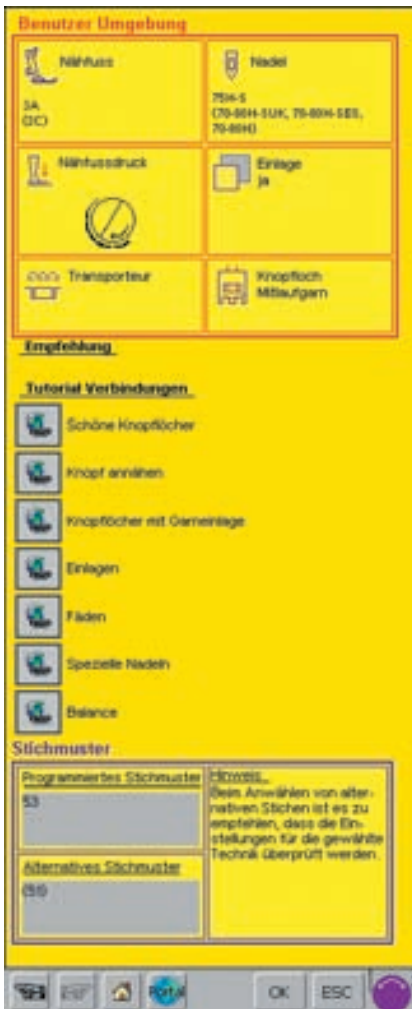 Benutzer Umgebung
Nähfuss
3A
(3C)
Nadel
75H-S
(70-80H-SUK, 70-80H-SES,
70-80H)
Nähfussdruck
Einlage
ja
Transporteur
Knopfloch
Mitlaufgarn
Empfehlung
Tutorial Verbindungen
Schöne Knopflöcher
Knopf annähen
Knopflöcher mit Garneinlage
Einlagen
Fäden
Spezielle Nadeln
Balance
Stichmuster
Programmiertes Stichmuster
53
Alternatives Stichmuster
Hinweis
Beim Anwählen von alter-
nativen Stichen ist es zu
empfehlen, dass die Ein-
stellungen für die gewählte
Technik überprüft werden.
Portal
OK
ESC